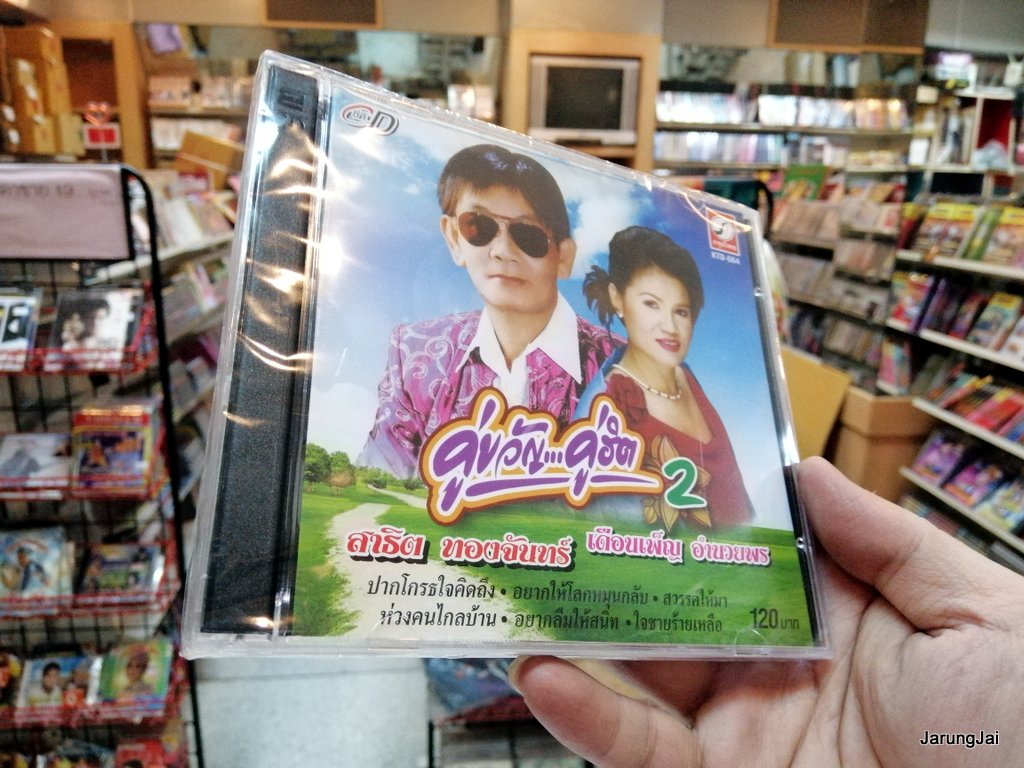 KTD-064
คู่ขวัญ...คู่ฮิต 2
สาธิต ทองจันทร์ เดือนเพ็ญ อำนวยพร
ปากโกรธใจคิดถึง • อยากให้โลกหมุนกลับ • สวรรค์ให้มา
ห่วงคนไกลบ้าน • อยากลืมให้สนิท • ใจชายร้ายเหลือ
120 บาท
JarungJai